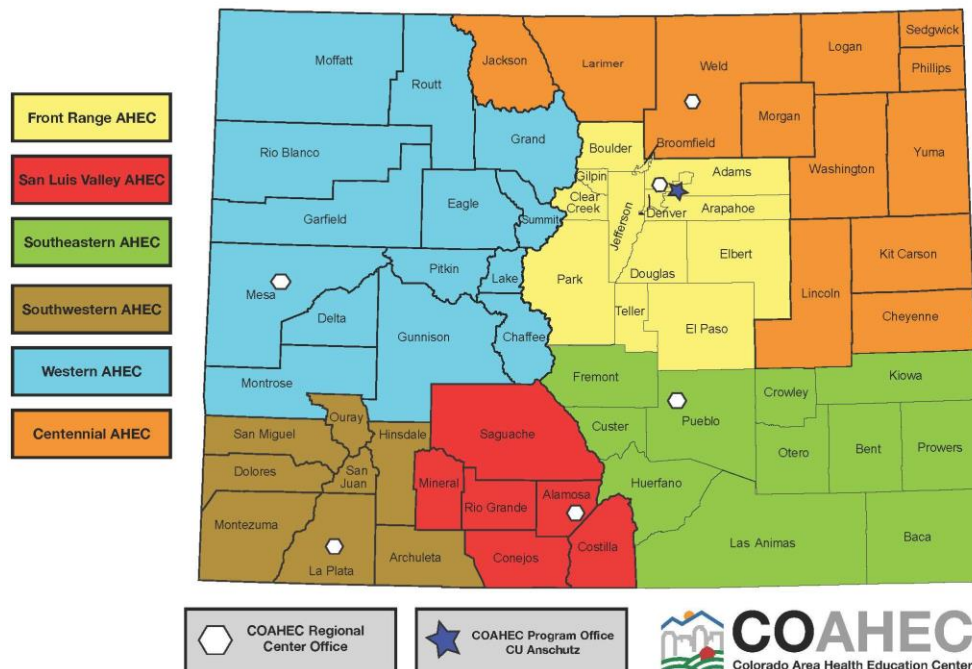 Front Range AHEC
San Luis Valley AHEC
Southeastern AHEC
Southwestern AHEC
Western AHEC
Centennial AHEC
Moffatt
Routt
Jackson
Larimer
Weld
Logan
Sedgwick
Phillips
Morgan
Grand
Rio Blanco
Boulder
Broomfield
Washington
Yuma
Gilpin
Adams
Clear
Creek
Eagle
Summit
Garfield
Jefferson
Denver
Arapahoe
Pitkin
Lake
Park
Douglas
Elbert
Kit Carson
Mesa
Lincoln
Delta
Gunnison
Chaffee
Teller
El Paso
Cheyenne
Montrose
Fremont
Crowley
Kiowa
Ouray
San Miguel
Hinsdale
Saguache
Custer
Pueblo
Otero
Bent
Prowers
Dolores
San
Juan
Mineral
Rio Grande
Alamosa
Huerfano
Montezuma
La Plata
Archuleta
Conejos
Costilla
Las Animas
Baca
COAHEC Regional
Center Office
COAHEC Program Office
CU Anschutz
COAHEC
Colorado Area Health Education Center